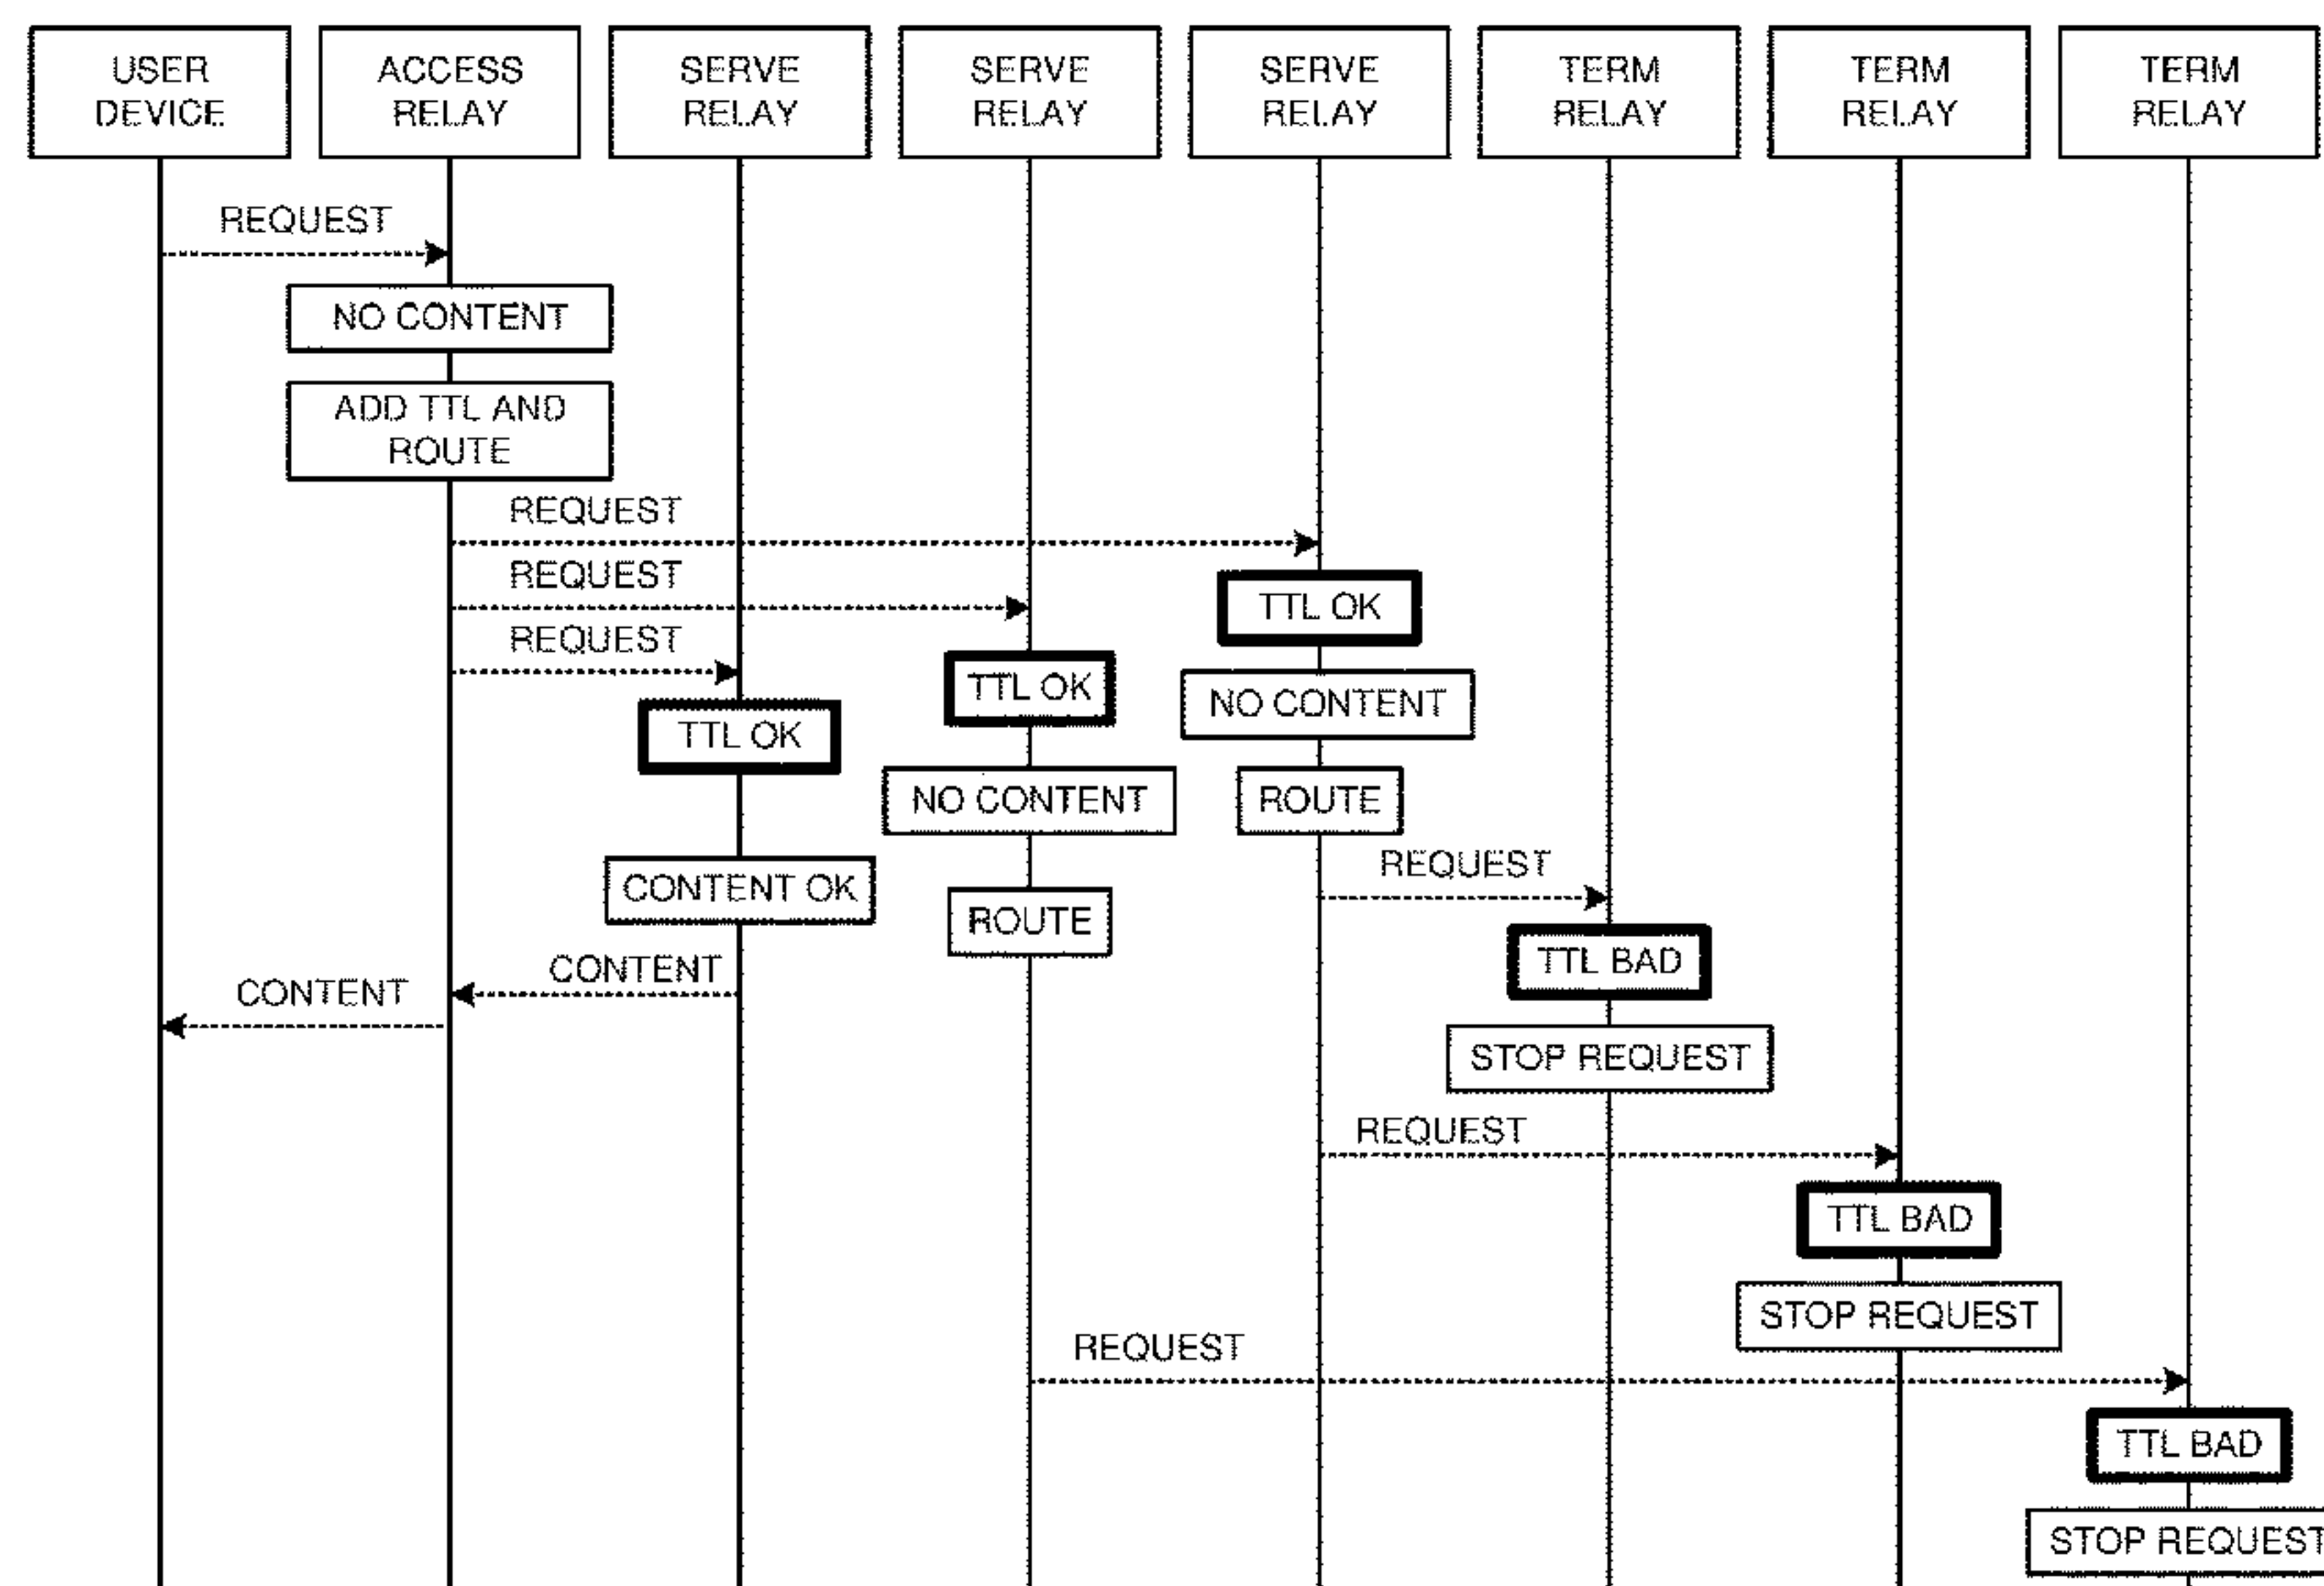 USER
DEVICE
ACCESS
RELAY
SERVE
RELAY
SERVE
RELAY
SERVE
RELAY
TERM
RELAY
TERM
RELAY
TERM
RELAY
REQUEST
NO CONTENT
ADD TTL AND
ROUTE
REQUEST
REQUEST
TTL OK
REQUEST
TTL OK
NO CONTENT
TTL OK
NO CONTENT
ROUTE
REQUEST
CONTENT OK
ROUTE
TTL BAD
CONTENT
CONTENT
STOP REQUEST
REQUEST
TTL BAD
STOP REQUEST
REQUEST
TTL BAD
STOP REQUEST